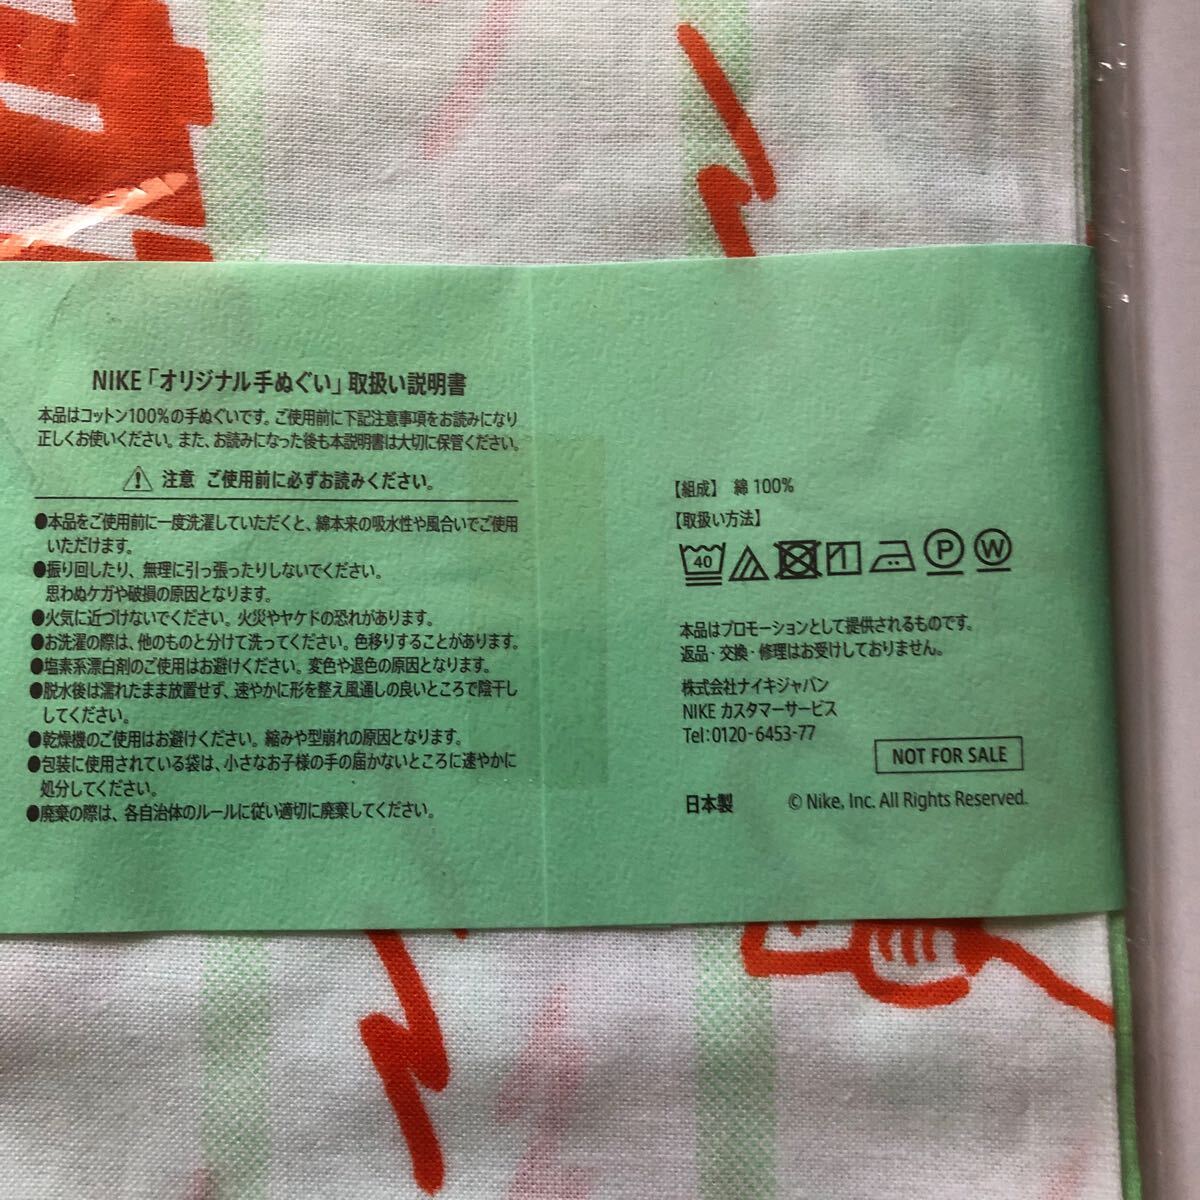 NIKE「オリジナル手ぬぐい」取扱い説明書
本品はコットン100%の手ぬぐいです。ご使用前に下記注意事項をお読みになり
正しくお使いください。また、お読みになった後も本説明書は大切に保管ください。
注意 ご使用前に必ずお読みください。
●本品をご使用前に一度洗濯していただくと、綿本来の吸水性や風合いでご使用
いただけます。
●振り回したり、無理に引っ張ったりしないでください。
思わぬケガや破損の原因となります。
●火気に近づけないでください。火災やヤケドの恐れがあります。
●お洗濯の際は、他のものと分けて洗ってください。色移りすることがあります。
●塩素系漂白剤のご使用はお避けください。変色や退色の原因となります。
●脱水後は濡れたまま放置せず、速やかに形を整え風通しの良いところで陰干し
してください。
●乾燥機のご使用はお避けください。縮みや型崩れの原因となります。
●包装に使用されている袋は、小さなお子様の手の届かないところに速やかに
処分してください。
●廃棄の際は、各自治体のルールに従い適切に廃棄してください。
【組成】 綿100%
【取扱い方法】
40 P W
本品はプロモーションとして提供されるものです。
返品・交換・修理はお受けしておりません。
株式会社ナイキジャパン
NIKE カスタマーサービス
Tel:0120-6453-77
NOT FOR SALE
日本製 © Nike, Inc. All Rights Reserved.